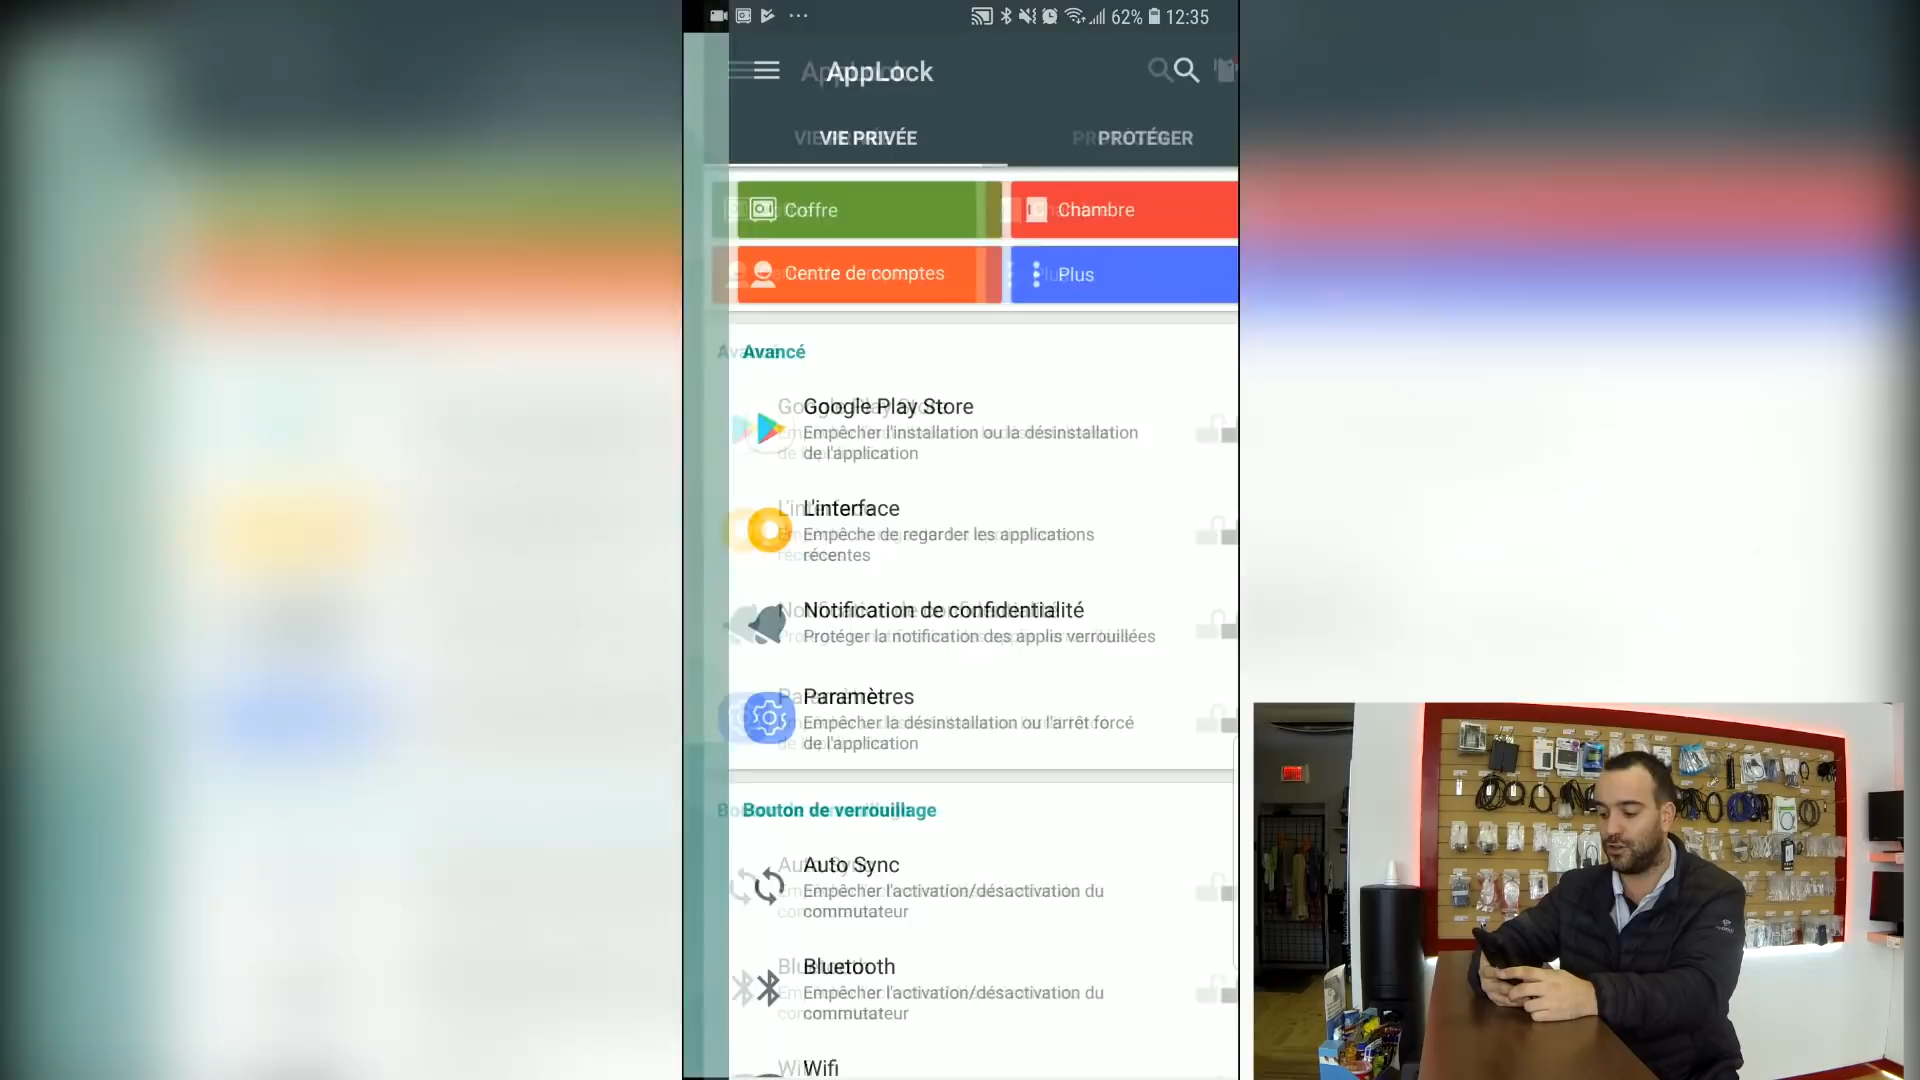 62% 12:35
AppLock
VIE PRIVÉE
PROTÉGER
Coffre
Chambre
Centre de comptes
Plus
Avancé
Google Play Store
Empêcher l'installation ou la désinstallation
de l'application
L'interface
Empêche de regarder les applications
récentes
Notification de confidentialité
Protéger la notification des applis verrouillées
Paramètres
Empêcher la désinstallation ou l'arrêt forcé
de l'application
Bouton de verrouillage
Auto Sync
Empêcher l'activation/désactivation du
commutateur
Bluetooth
Empêcher l'activation/désactivation du
commutateur
Wifi